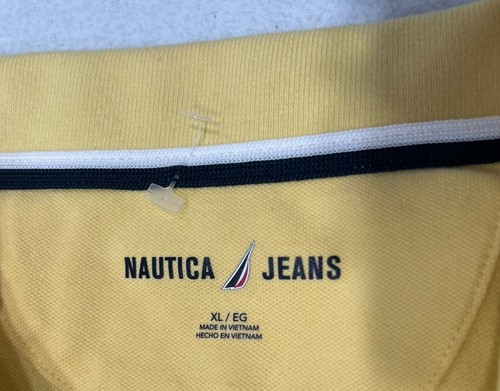 NAUTICA JEANS
XL / EG
MADE IN VIETNAM
HECHO EN VIETNAM